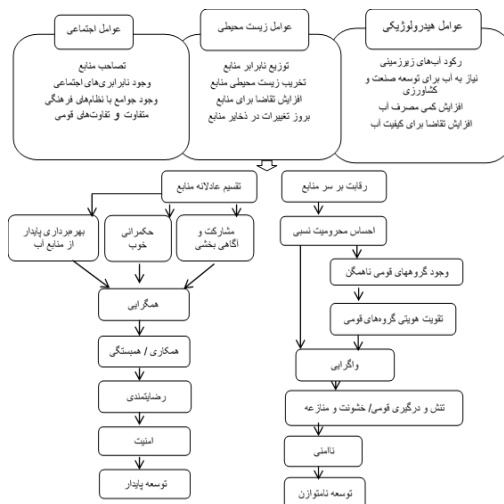 عوامل هیدرولوژیکی
رکود آب‌های زیرزمینی
نیاز به آب برای توسعه صنعت و
کشاورزی
افزایش کمی مصرف آب
افزایش تقاضا برای کیفیت آب
عوامل زیست محیطی
توزیع نابرابر منابع
تخریب زیست محیطی منابع
افزایش تقاضا برای منابع
بروز تغییرات در ذخایر منابع
عوامل اجتماعی
تصاحب منابع
وجود نابرابری‌های اجتماعی
وجود جوامع با نظام‌های فرهنگی
متفاوت و تفاوت‌های قومی
رقابت بر سر منابع
احساس محرومیت نسبی
وجود گروههای قومی ناهمگن
تقویت هویتی گروه‌های قومی
واگرایی
تنش و درگیری قومی/ خشونت و منازعه
ناامنی
توسعه نامتوازن
تقسیم عادلانه منابع
مشارکت و
آگاهی بخشی
حکمرانی
خوب
بهره‌برداری پایدار
از منابع آب
همگرایی
همکاری / همبستگی
رضایتمندی
امنیت
توسعه پایدار